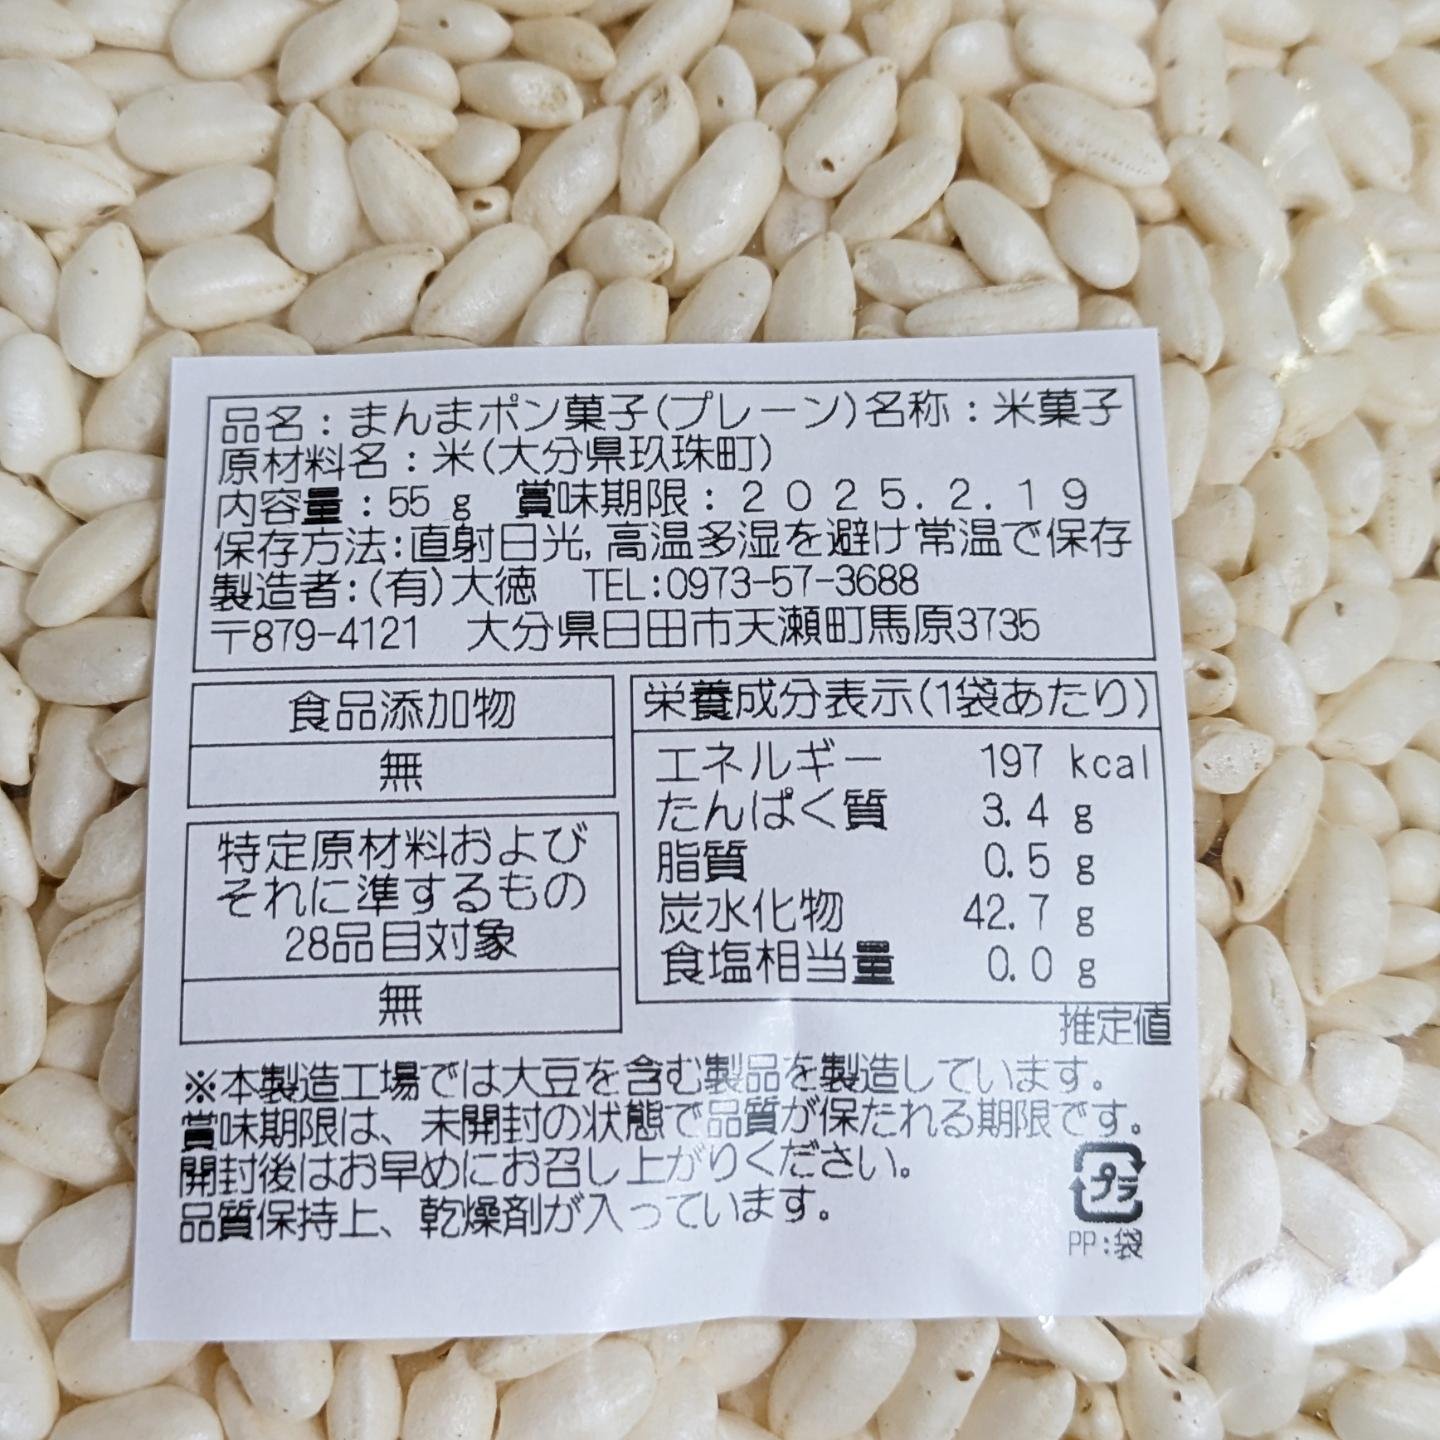 品名：まんまポン菓子(プレーン)名称：米菓子
原材料名：米(大分県玖珠町)
内容量：55 g　賞味期限：２０２５．２．１９
保存方法：直射日光，高温多湿を避け常温で保存
製造者：(有)大徳　TEL:0973-57-3688
〒879-4121　大分県日田市天瀬町馬原3735
食品添加物
無
特定原材料および
それに準ずるもの
28品目対象
無
栄養成分表示(1袋あたり)
エネルギー　197 kcal
たんぱく質　3.4 g
脂質　0.5 g
炭水化物　42.7 g
食塩相当量　0.0 g
推定値
※本製造工場では大豆を含む製品を製造しています。
賞味期限は、未開封の状態で品質が保たれる期限です。
開封後はお早めにお召し上がりください。
品質保持上、乾燥剤が入っています。
プラ
PP:袋